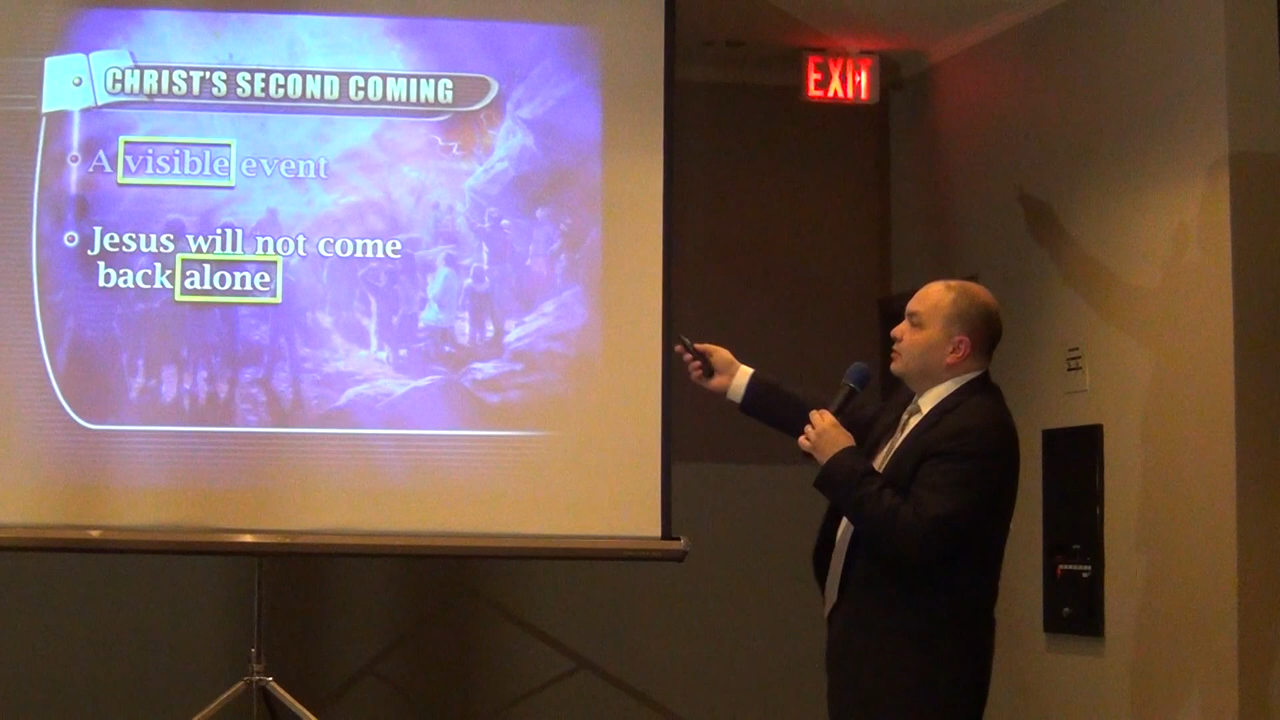 CHRIST'S SECOND COMING
A visible event
Jesus will not come
back alone
EXIT